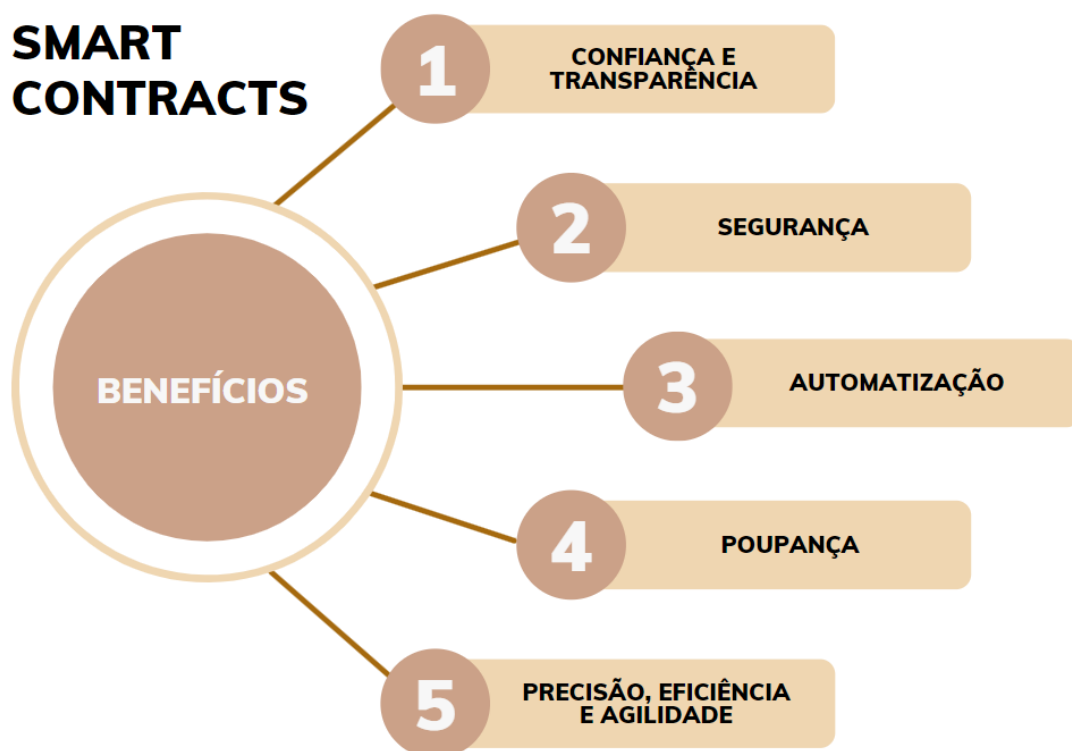 SMART
CONTRACTS
1
CONFIANÇA E
TRANSPARÊNCIA
2
SEGURANÇA
BENEFÍCIOS
3
AUTOMATIZAÇÃO
4
POUPANÇA
5
PRECISÃO, EFICIÊNCIA
E AGILIDADE